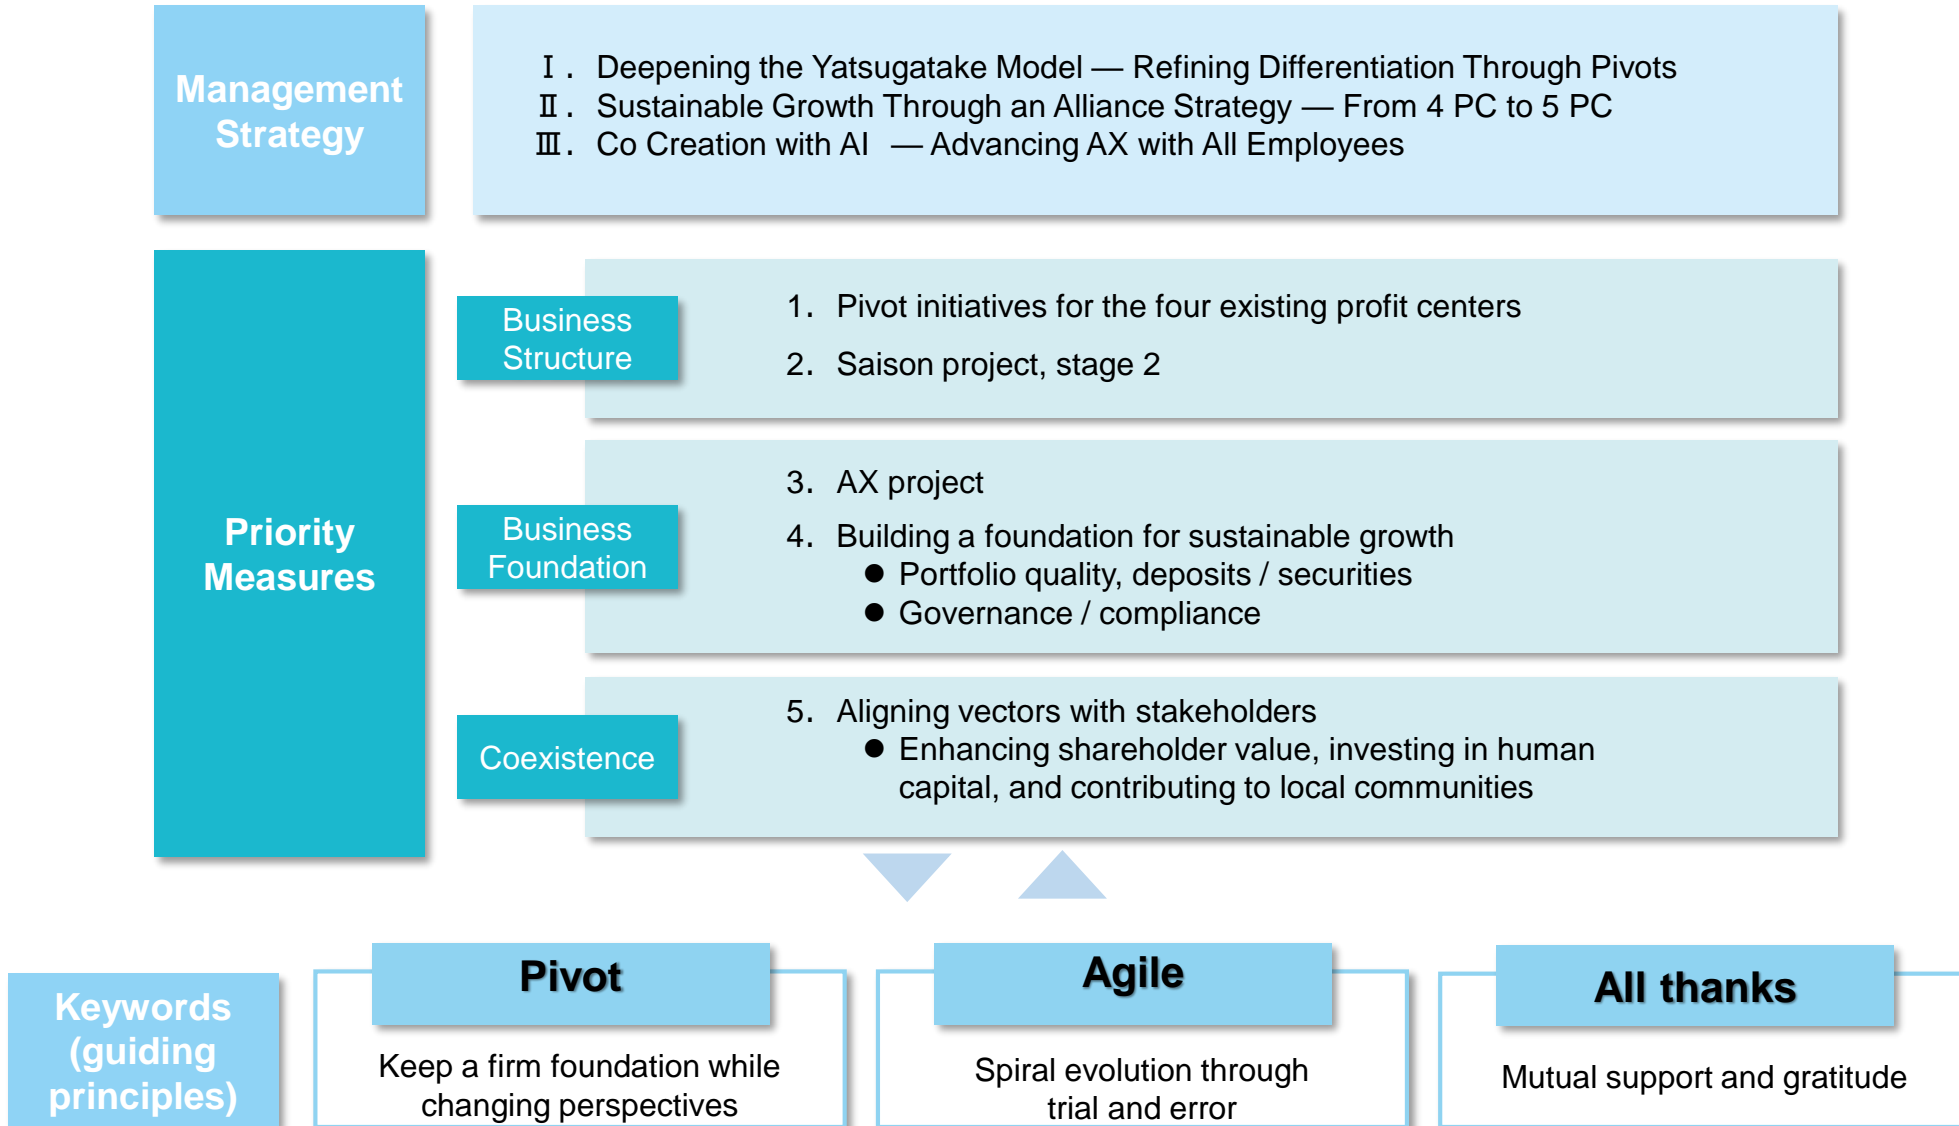 Management
Strategy
Ⅰ. Deepening the Yatsugatake Model — Refining Differentiation Through Pivots
Ⅱ. Sustainable Growth Through an Alliance Strategy — From 4 PC to 5 PC
Ⅲ. Co Creation with AI — Advancing AX with All Employees
Priority
Measures
Business
Structure
1. Pivot initiatives for the four existing profit centers
2. Saison project, stage 2
Business
Foundation
3. AX project
4. Building a foundation for sustainable growth
● Portfolio quality, deposits / securities
● Governance / compliance
Coexistence
5. Aligning vectors with stakeholders
● Enhancing shareholder value, investing in human
capital, and contributing to local communities
Keywords
(guiding
principles)
Pivot
Keep a firm foundation while
changing perspectives
Agile
Spiral evolution through
trial and error
All thanks
Mutual support and gratitude